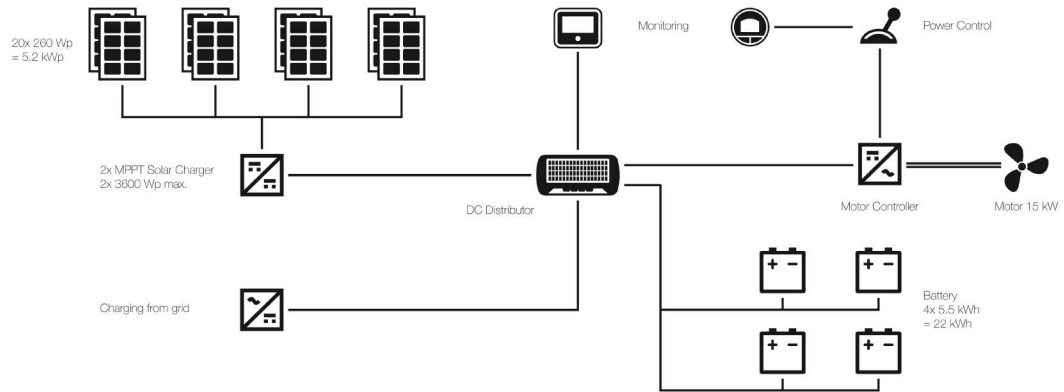 20x 260 Wp
= 5.2 kWp
Monitoring
Power Control
2x MPPT Solar Charger
2x 3600 Wp max.
DC Distributor
Motor Controller
Motor 15 kW
Charging from grid
Battery
4x 5.5 kWh
= 22 kWh